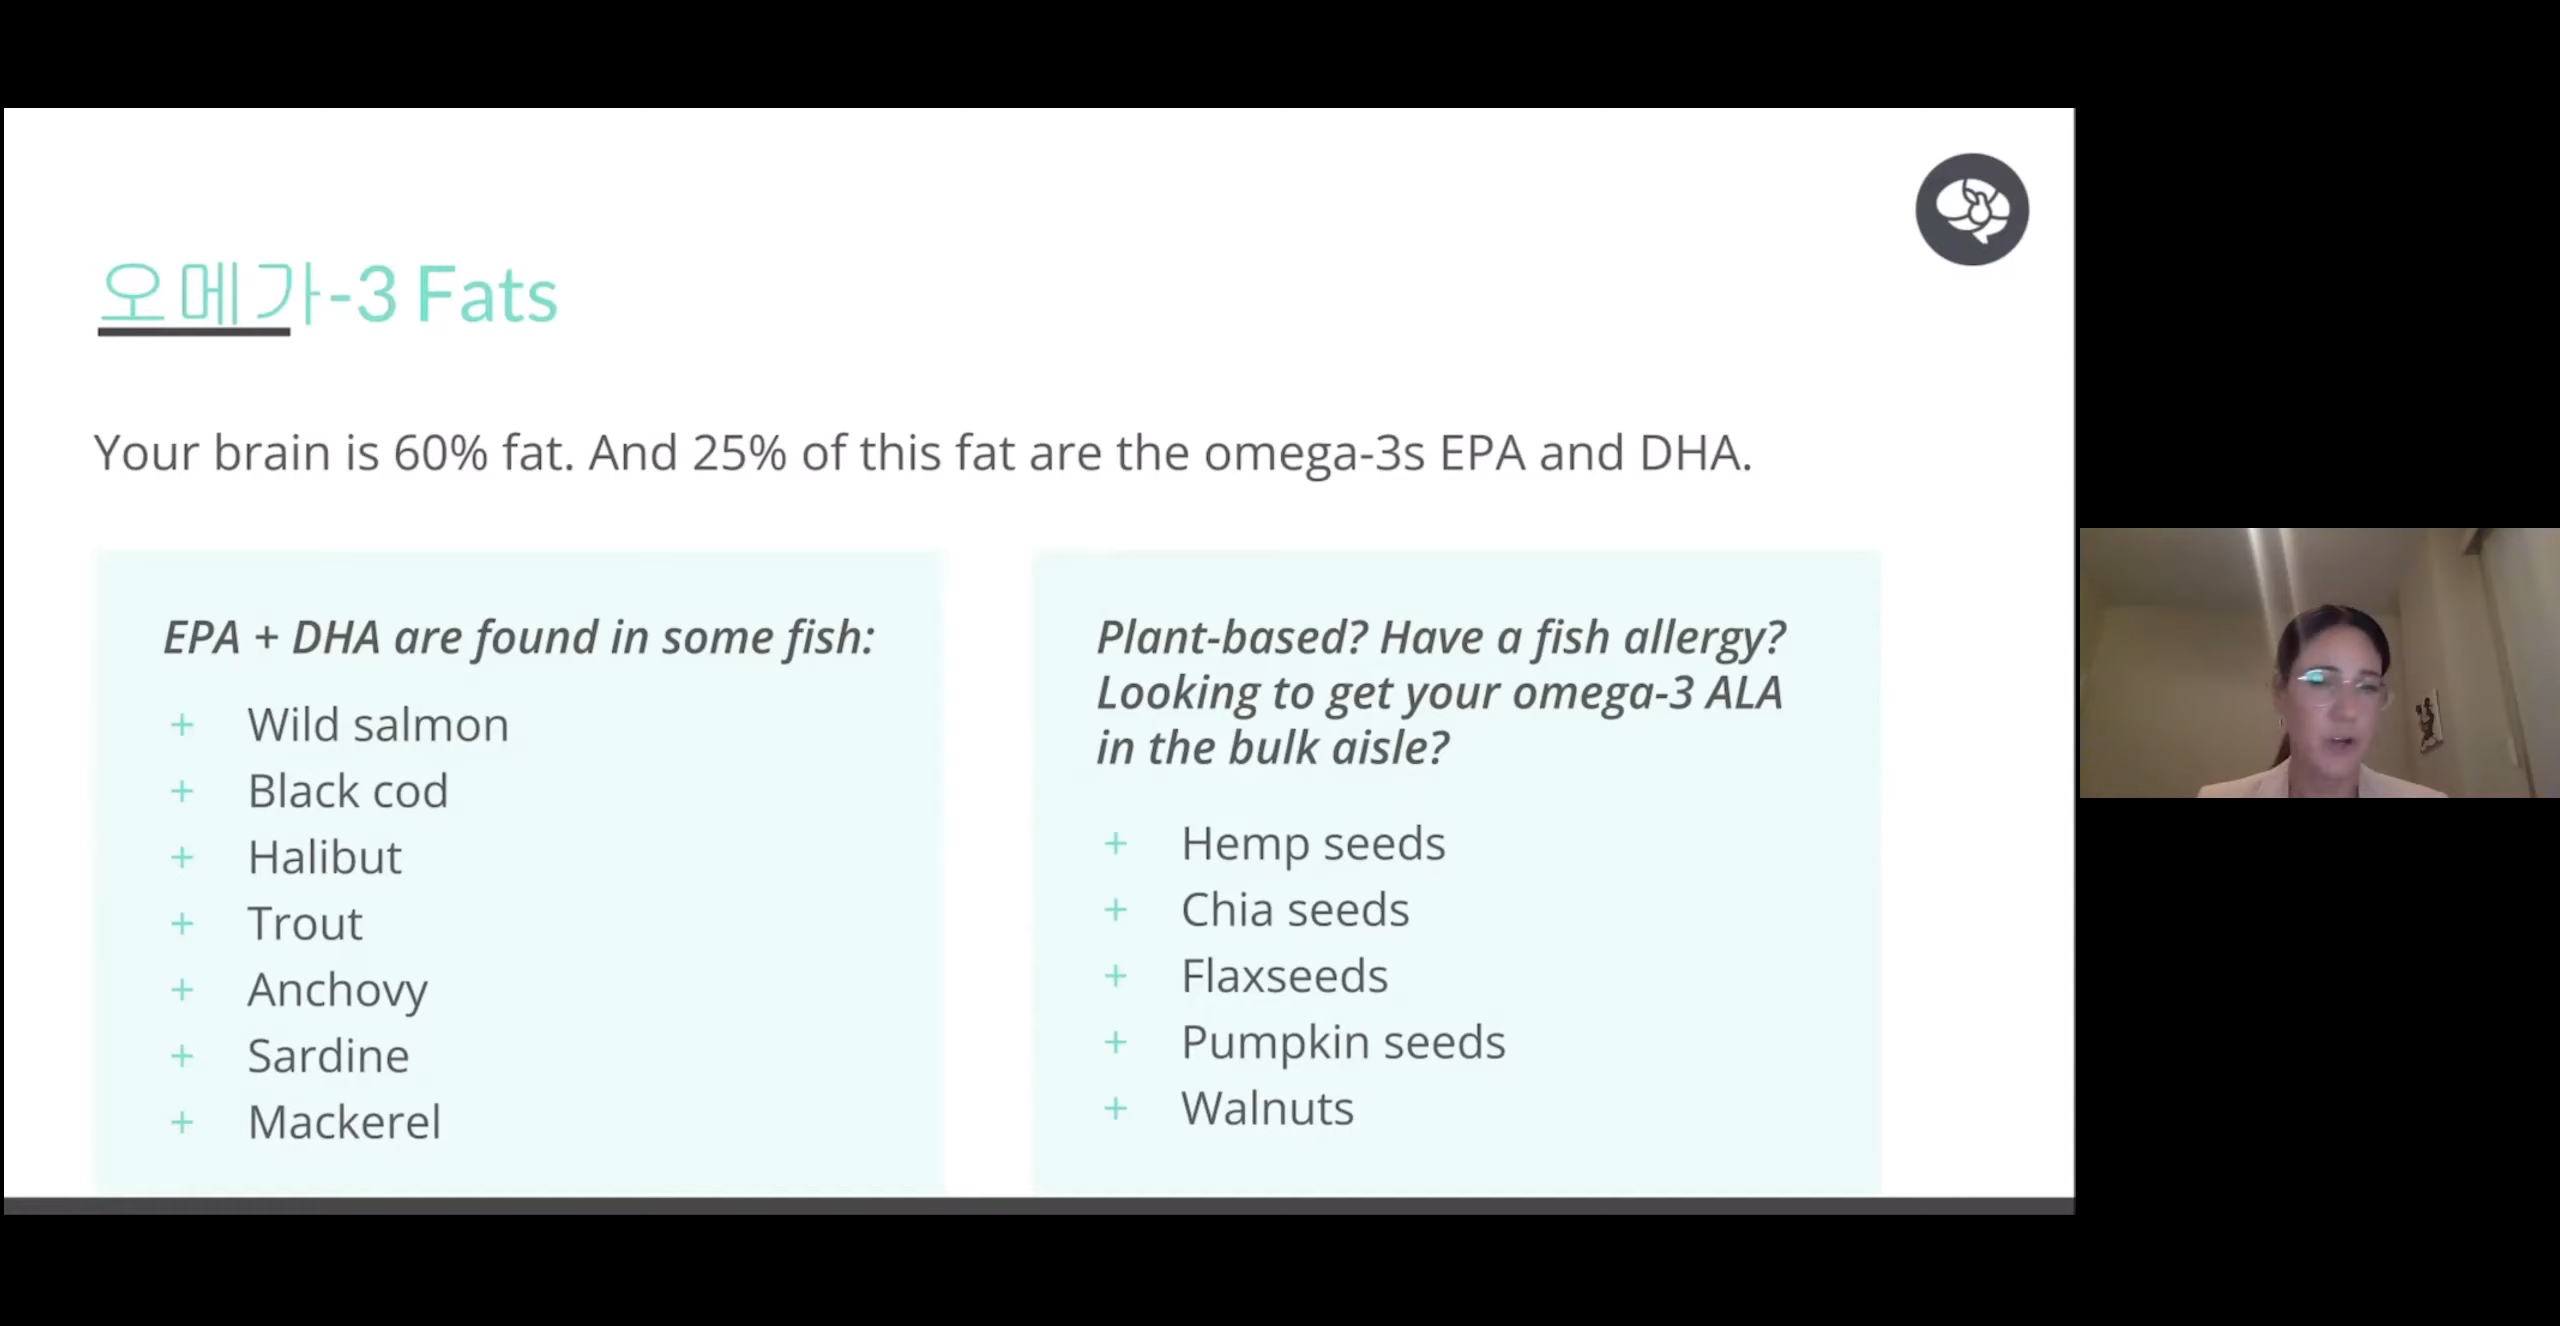 오메가-3 Fats
Your brain is 60% fat. And 25% of this fat are the omega-3s EPA and DHA.
EPA + DHA are found in some fish:
+ Wild salmon
+ Black cod
+ Halibut
+ Trout
+ Anchovy
+ Sardine
+ Mackerel
Plant-based? Have a fish allergy?
Looking to get your omega-3 ALA
in the bulk aisle?
+ Hemp seeds
+ Chia seeds
+ Flaxseeds
+ Pumpkin seeds
+ Walnuts